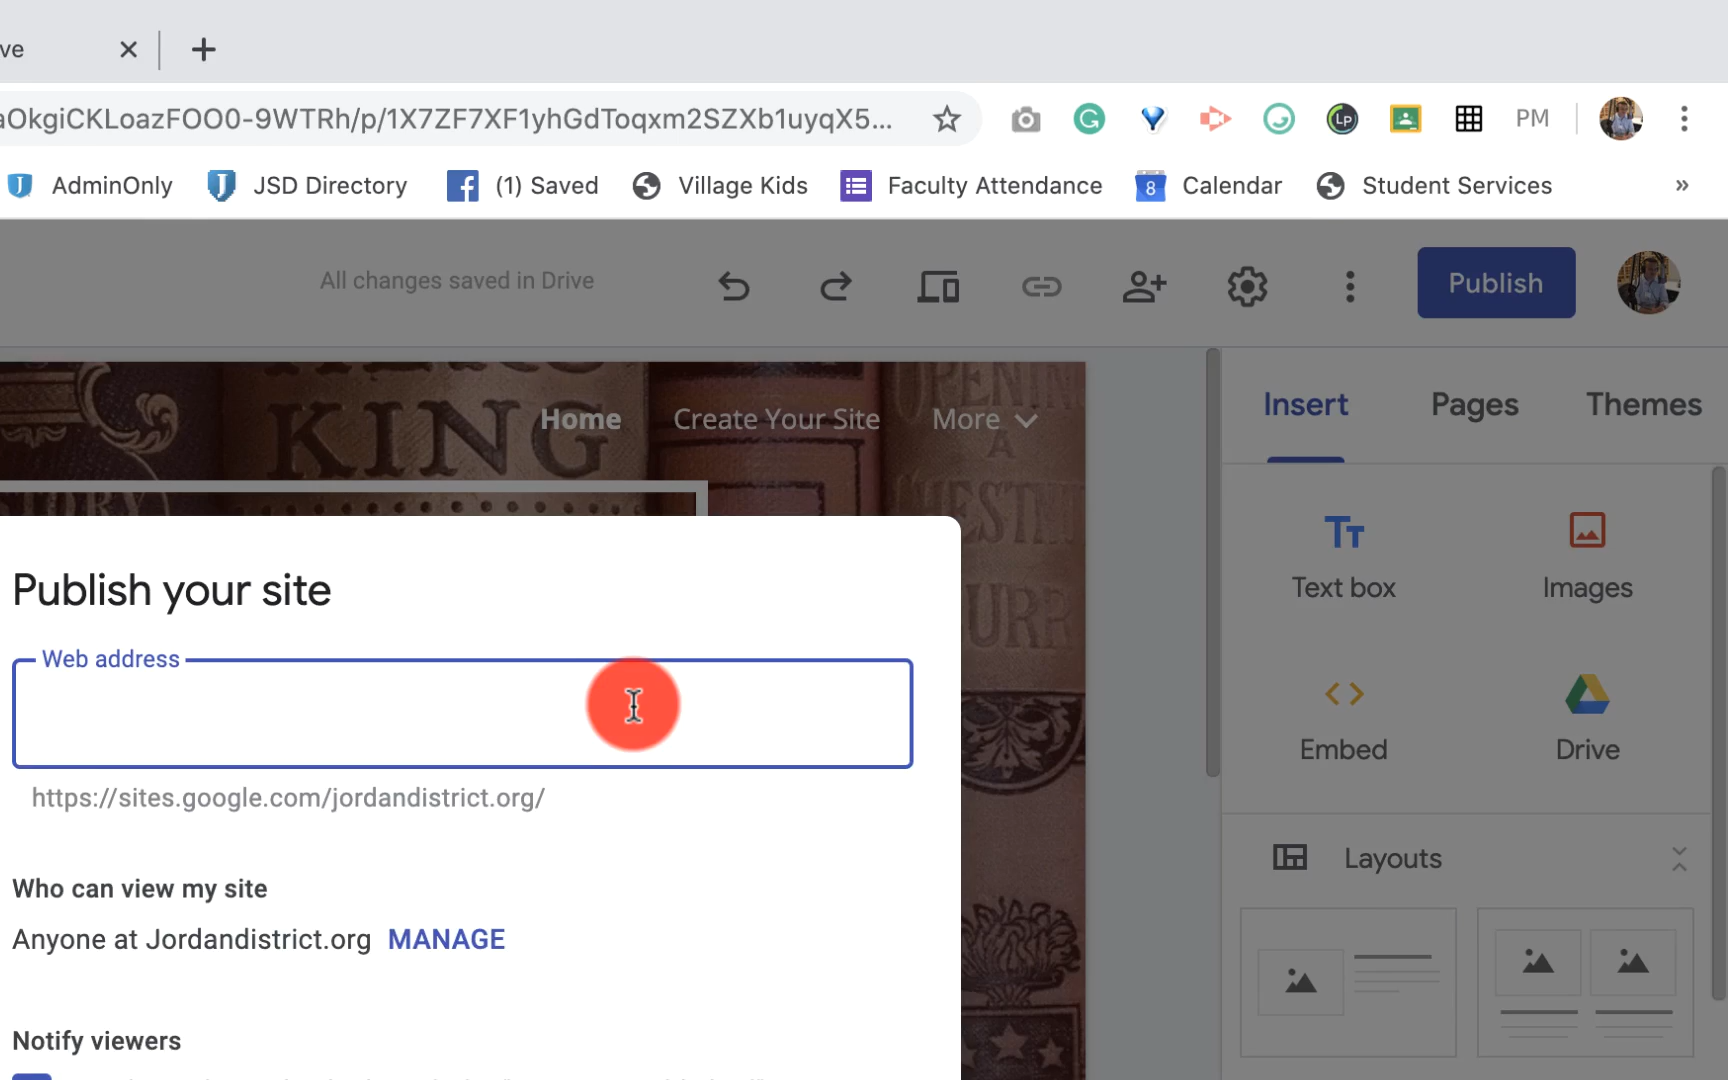 ve
aOkgiCKLoazFOO0-9WTRh/p/1X7ZF7XF1yhGdToqxm2SZXb1uyqX5...
PM
AdminOnly JSD Directory (1) Saved Village Kids Faculty Attendance 8 Calendar Student Services »
All changes saved in Drive
Publish
Home Create Your Site More
KING
OPENING
A
CHESTNUT
Insert Pages Themes
Publish your site
Text box Images
Web address
Embed Drive
https://sites.google.com/jordandistrict.org/
Layouts
Who can view my site
Anyone at Jordandistrict.org MANAGE
Notify viewers